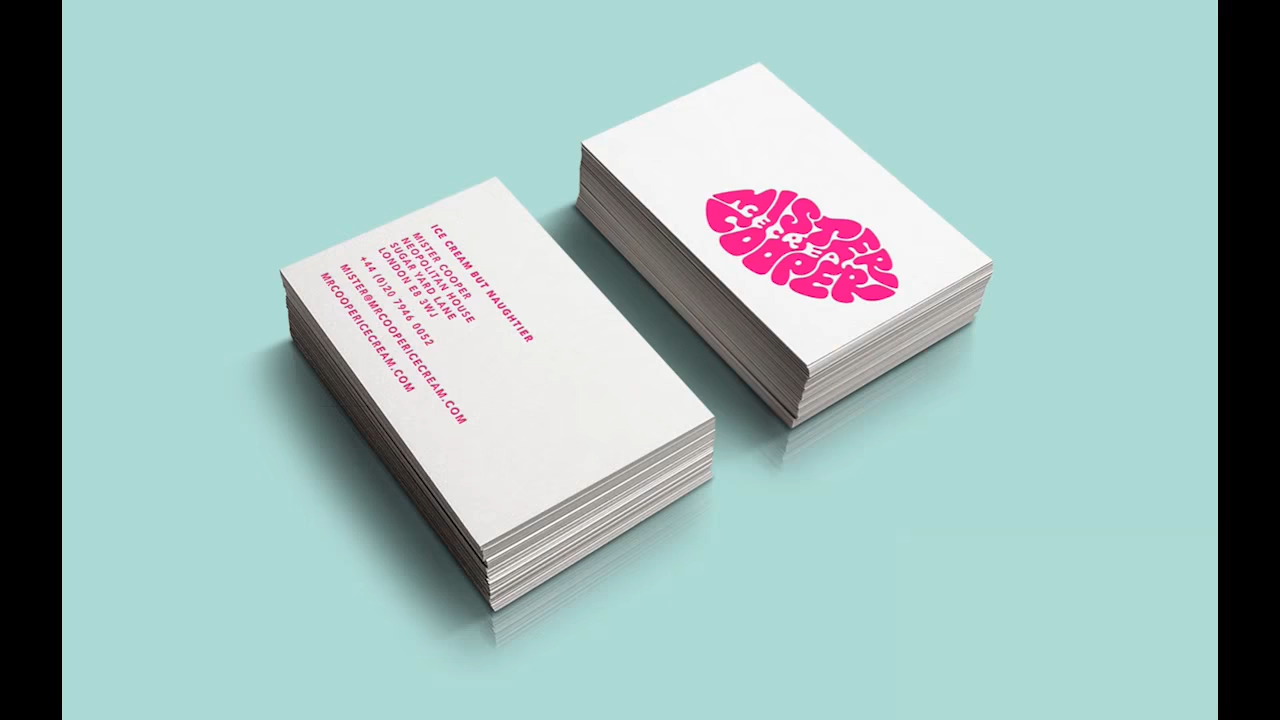 ICE CREAM BUT NAUGHTIER
MISTER COOPER
NEOPOLITAN HOUSE
SUGAR YARD LANE
LONDON E8 3WJ
+44 (0)20 7946 0052
MISTER@MRCOOPERICECREAM.COM
MRCOOPERICECREAM.COM
MISTER
ICE CREAM
COOPER